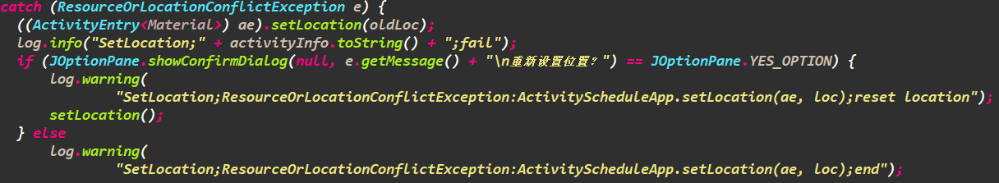 catch (ResourceOrLocationConflictException e) {
((ActivityEntry<Material>) ae).setLocation(oldLoc);
log.info("SetLocation;" + activityInfo.toString() + ";fail");
if (JOptionPane.showConfirmDialog(null, e.getMessage() + "\n重新设置位置？") == JOptionPane.YES_OPTION) {
log.warning(
"SetLocation;ResourceOrLocationConflictException:ActivityScheduleApp.setLocation(ae, loc);reset location");
setLocation();
} else
log.warning(
"SetLocation;ResourceOrLocationConflictException:ActivityScheduleApp.setLocation(ae, loc);end");